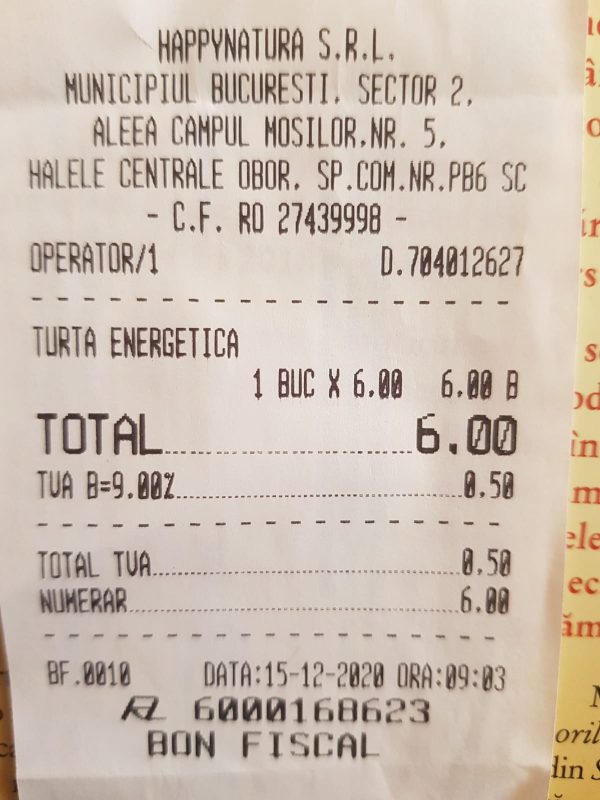 HAPPYNATURA S.R.L.
MUNICIPIUL BUCURESTI, SECTOR 2,
ALEEA CAMPUL MOSILOR,NR. 5,
HALELE CENTRALE OBOR, SP.COM.NR.PB6 SC
- C.F. RO 27439998 -
OPERATOR/1 D.704012627
TURTA ENERGETICA
1 BUC X 6.00 6.00 B
TOTAL 6.00
TVA B=9.00% 0.50
TOTAL TVA 0.50
NUMERAR 6.00
BF.0010 DATA:15-12-2020 ORA:09:03
6000168623
BON FISCAL